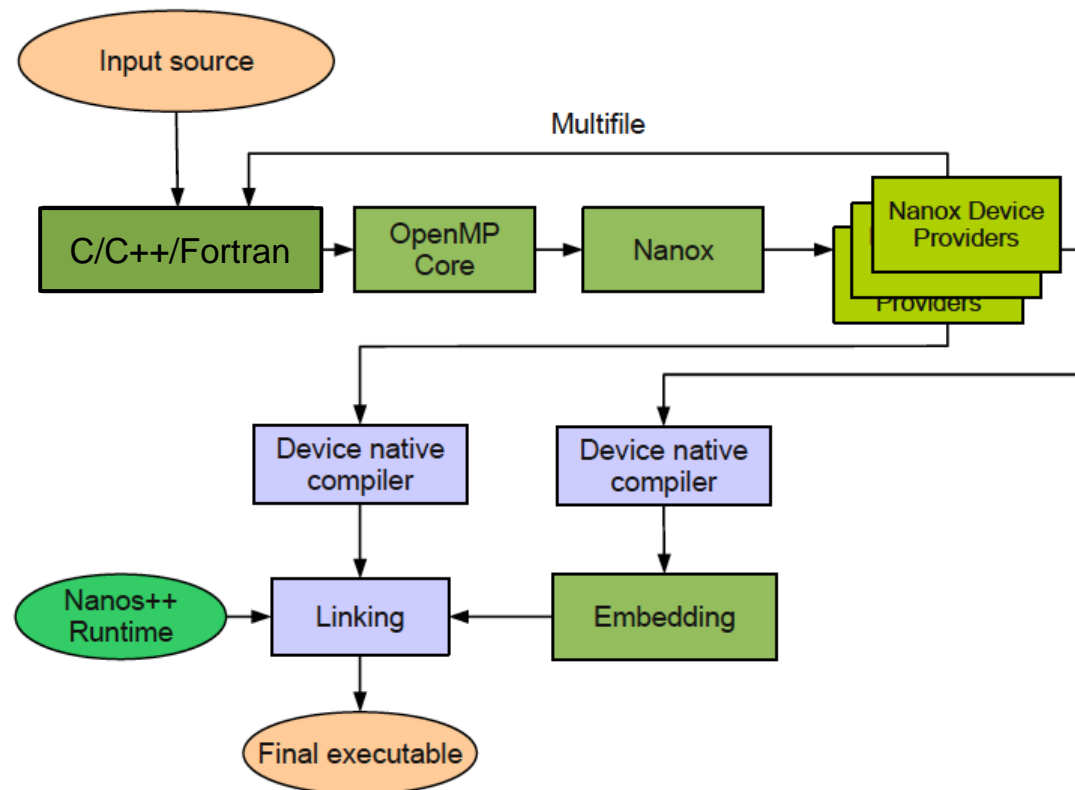 Input source
Multifile
C/C++/Fortran
OpenMP
Core
Nanox
Nanox Device
Providers
Providers
Device native
compiler
Device native
compiler
Nanos++
Runtime
Linking
Embedding
Final executable